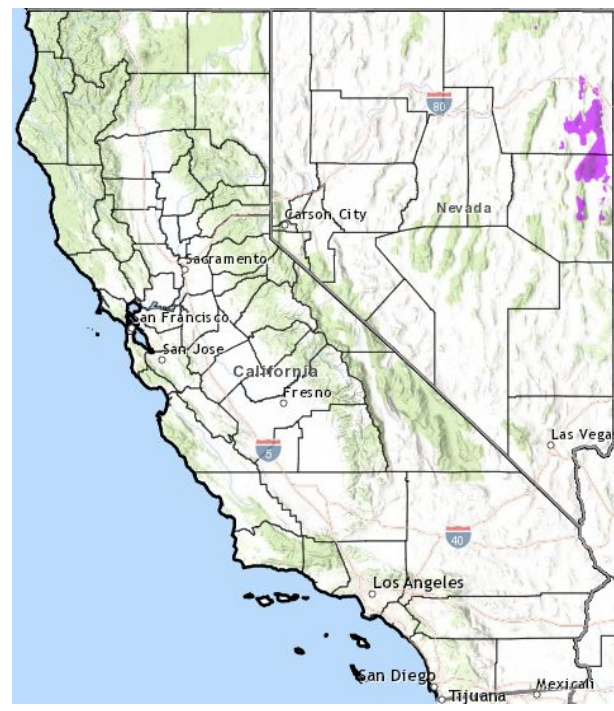 80
Nevada
Carson City
Sacramento
San Francisco
San Jose
California
Fresno
Las Vegas
5
40
Los Angeles
San Diego
Mexicali
Tijuana